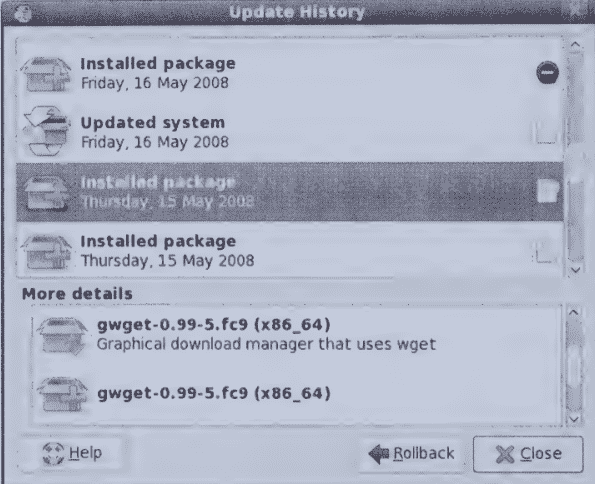 Update History
Installed package
Friday, 16 May 2008
Updated system
Friday, 16 May 2008
Installed package
Thursday, 15 May 2008
Installed package
Thursday, 15 May 2008
More details
gwget-0.99-5.fc9 (x86_64)
Graphical download manager that uses wget
gwget-0.99-5.fc9 (x86_64)
Help
Rollback
Close